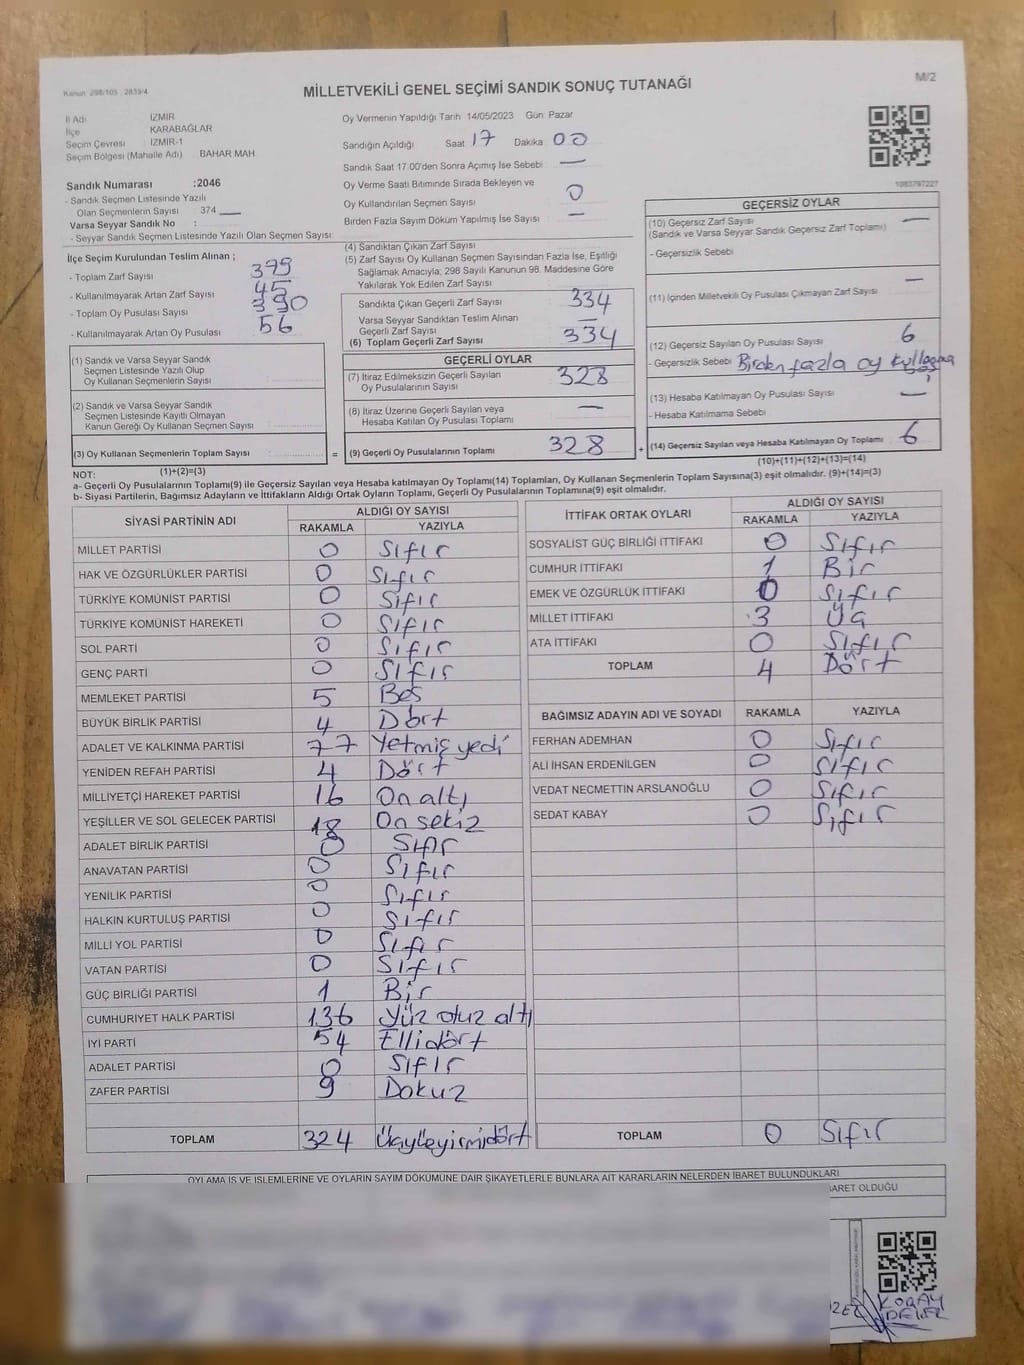 Kanun: 298/105 ; 2839/4
MİLLETVEKİLİ GENEL SEÇİMİ SANDIK SONUÇ TUTANAĞI
M/2
İl Adı İZMİR
İlçe KARABAĞLAR
Seçim Çevresi İZMİR-1
Seçim Bölgesi (Mahalle Adı) BAHAR MAH
Sandık Numarası :2046
- Sandık Seçmen Listesinde Yazılı
Olan Seçmenlerin Sayısı 374
Varsa Seyyar Sandık No :
- Seyyar Sandık Seçmen Listesinde Yazılı Olan Seçmen Sayısı:
Oy Vermenin Yapıldığı Tarih 14/05/2023 Gün: Pazar
Sandığın Açıldığı Saat 17 Dakika 00
Sandık Saat 17:00'den Sonra Açımış İse Sebebi : —
Oy Verme Saati Bitiminde Sırada Bekleyen ve
Oy Kullandırılan Seçmen Sayısı 0
Birden Fazla Sayım Döküm Yapılmış İse Sayısı —
1083797227
İlçe Seçim Kurulundan Teslim Alınan ;
- Toplam Zarf Sayısı 379
- Kullanılmayarak Artan Zarf Sayısı 45
- Toplam Oy Pusulası Sayısı 390
- Kullanılmayarak Artan Oy Pusulası 56
(4) Sandıktan Çıkan Zarf Sayısı
(5) Zarf Sayısı Oy Kullanan Seçmen Sayısından Fazla İse, Eşitliği
Sağlamak Amacıyla, 298 Sayılı Kanunun 98. Maddesine Göre
Yakılarak Yok Edilen Zarf Sayısı
Sandıkta Çıkan Geçerli Zarf Sayısı 334
Varsa Seyyar Sandıktan Teslim Alınan
Geçerli Zarf Sayısı —
(6) Toplam Geçerli Zarf Sayısı 334
GEÇERSİZ OYLAR
(10) Geçersiz Zarf Sayısı —
(Sandık ve Varsa Seyyar Sandık Geçersiz Zarf Toplamı)
- Geçersizlik Sebebi
(11) İçinden Milletvekili Oy Pusulası Çıkmayan Zarf Sayısı —
(12) Geçersiz Sayılan Oy Pusulası Sayısı 6
- Geçersizlik Sebebi Birden fazla oy
(13) Hesaba Katılmayan Oy Pusulası Sayısı —
- Hesaba Katılmama Sebebi
(14) Geçersiz Sayılan veya Hesaba Katılmayan Oy Toplamı 6
(10)+(11)+(12)+(13)=(14)
(1) Sandık ve Varsa Seyyar Sandık
Seçmen Listesinde Yazılı Olup
Oy Kullanan Seçmenlerin Sayısı
(2) Sandık ve Varsa Seyyar Sandık
Seçmen Listesinde Kayıtlı Olmayan
Kanun Gereği Oy Kullanan Seçmen Sayısı
(3) Oy Kullanan Seçmenlerin Toplam Sayısı =
(1)+(2)=(3)
GEÇERLİ OYLAR
(7) İtiraz Edilmeksizin Geçerli Sayılan
Oy Pusulalarının Sayısı 328
(8) İtiraz Üzerine Geçerli Sayılan veya
Hesaba Katılan Oy Pusulası Toplamı —
(9) Geçerli Oy Pusulalarının Toplamı 328 +
NOT:
a- Geçerli Oy Pusulalarının Toplamı(9) ile Geçersiz Sayılan veya Hesaba katılmayan Oy Toplamı(14) Toplamları, Oy Kullanan Seçmenlerin Toplam Sayısına(3) eşit olmalıdır. (9)+(14)=(3)
b- Siyasi Partilerin, Bağımsız Adayların ve İttifakların Aldığı Ortak Oyların Toplamı, Geçerli Oy Pusulalarının Toplamına(9) eşit olmalıdır.
SİYASİ PARTİNİN ADI ALDIĞI OY SAYISI
RAKAMLA YAZIYLA
MİLLET PARTİSİ 0 Sıfır
HAK VE ÖZGÜRLÜKLER PARTİSİ 0 Sıfır
TÜRKİYE KOMÜNİST PARTİSİ 0 Sıfır
TÜRKİYE KOMÜNİST HAREKETİ 0 Sıfır
SOL PARTİ 0 Sıfır
GENÇ PARTİ 0 Sıfır
MEMLEKET PARTİSİ 5 Beş
BÜYÜK BİRLİK PARTİSİ 4 Dört
ADALET VE KALKINMA PARTİSİ 77 Yetmiş yedi
YENİDEN REFAH PARTİSİ 4 Dört
MİLLİYETÇİ HAREKET PARTİSİ 16 On altı
YEŞİLLER VE SOL GELECEK PARTİSİ 18 On sekiz
ADALET BİRLİK PARTİSİ 0 Sıfır
ANAVATAN PARTİSİ 0 Sıfır
YENİLİK PARTİSİ 0 Sıfır
HALKIN KURTULUŞ PARTİSİ 0 Sıfır
MİLLİ YOL PARTİSİ 0 Sıfır
VATAN PARTİSİ 0 Sıfır
GÜÇ BİRLİĞİ PARTİSİ 1 Bir
CUMHURİYET HALK PARTİSİ 136 Yüz otuz altı
İYİ PARTİ 54 Elli dört
ADALET PARTİSİ 0 Sıfır
ZAFER PARTİSİ 9 Dokuz
TOPLAM 324 Üçyüzyirmidört
İTTİFAK ORTAK OYLARI ALDIĞI OY SAYISI
RAKAMLA YAZIYLA
SOSYALİST GÜÇ BİRLİĞİ İTTİFAKI 0 Sıfır
CUMHUR İTTİFAKI 1 Bir
EMEK VE ÖZGÜRLÜK İTTİFAKI 0 Sıfır
MİLLET İTTİFAKI 3 Üç
ATA İTTİFAKI 0 Sıfır
TOPLAM 4 Dört
BAĞIMSIZ ADAYIN ADI VE SOYADI RAKAMLA YAZIYLA
FERHAN ADEMHAN 0 Sıfır
ALİ İHSAN ERDENİLGEN 0 Sıfır
VEDAT NECMETTİN ARSLANOĞLU 0 Sıfır
SEDAT KABAY 0 Sıfır
TOPLAM 0 Sıfır
OYLAMA İŞ VE İŞLEMLERİNE VE OYLARIN SAYIM DÖKÜMÜNE DAİR ŞİKAYETLERLE BUNLARA AİT KARARLARIN NELERDEN İBARET BULUNDUKLARI
BARET OLDUĞU
KORAY